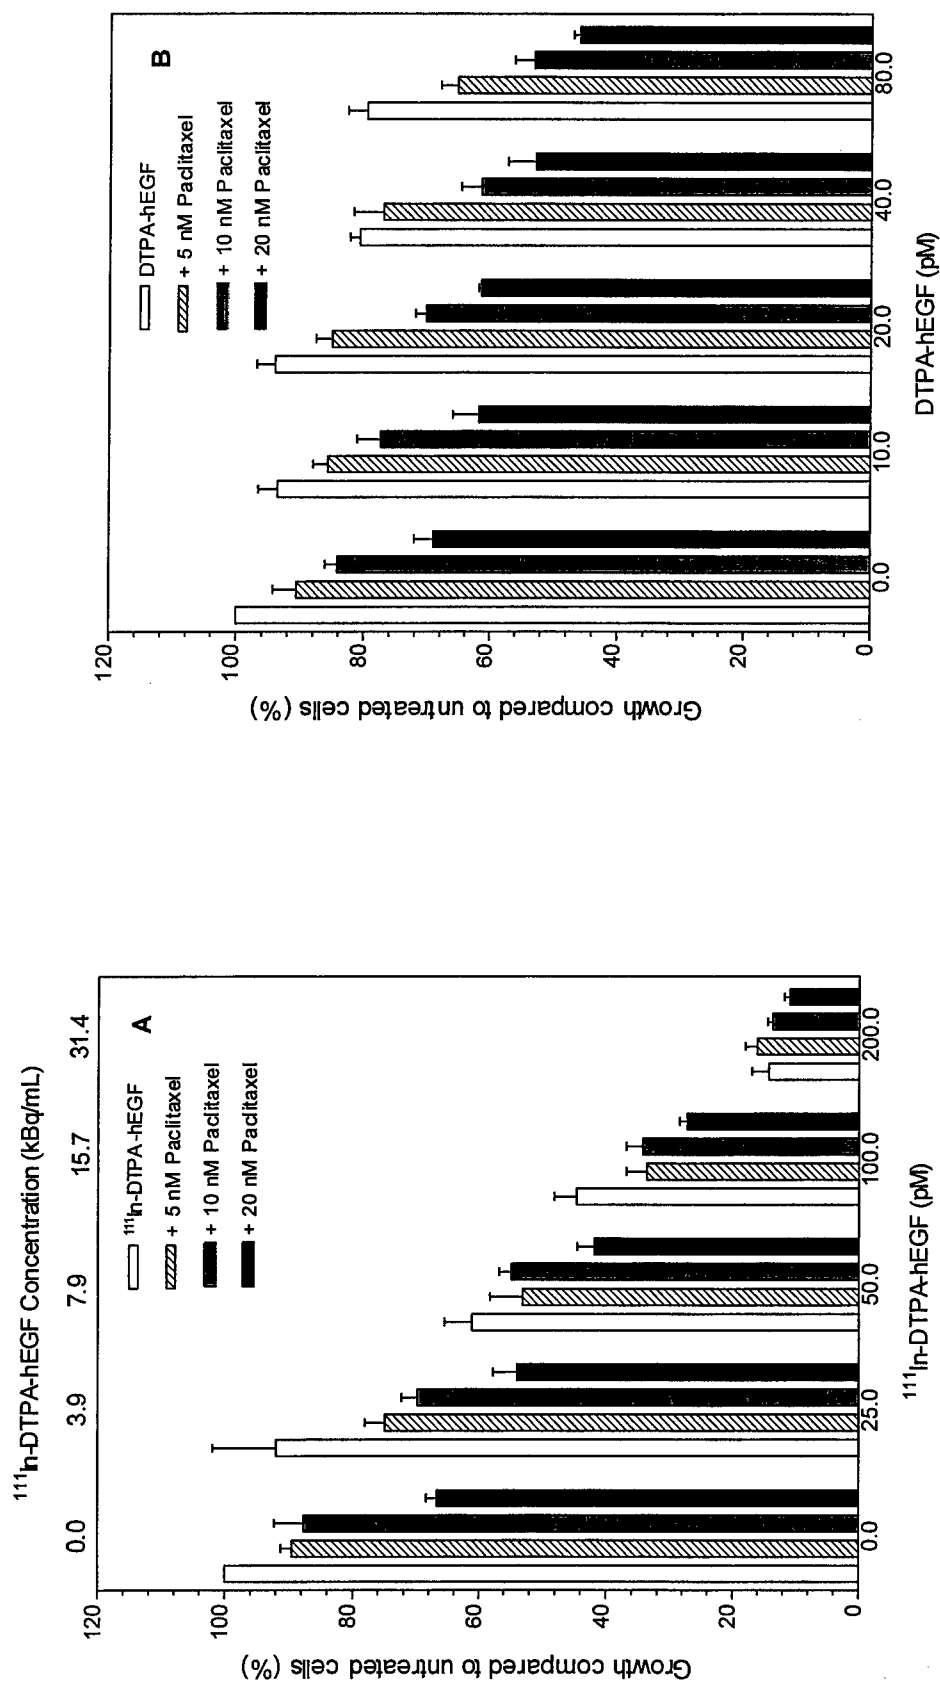 ¹¹¹In-DTPA-hEGF Concentration (kBq/mL)
0.0 3.9 7.9 15.7 31.4
120
100
80
60
40
20
0
Growth compared to untreated cells (%)
A
¹¹¹In-DTPA-hEGF
+ 5 nM Paclitaxel
+ 10 nM Paclitaxel
+ 20 nM Paclitaxel
0.0 25.0 50.0 100.0 200.0
¹¹¹In-DTPA-hEGF (pM)
120
100
80
60
40
20
0
Growth compared to untreated cells (%)
B
DTPA-hEGF
+ 5 nM Paclitaxel
+ 10 nM Paclitaxel
+ 20 nM Paclitaxel
0.0 10.0 20.0 40.0 80.0
DTPA-hEGF (pM)